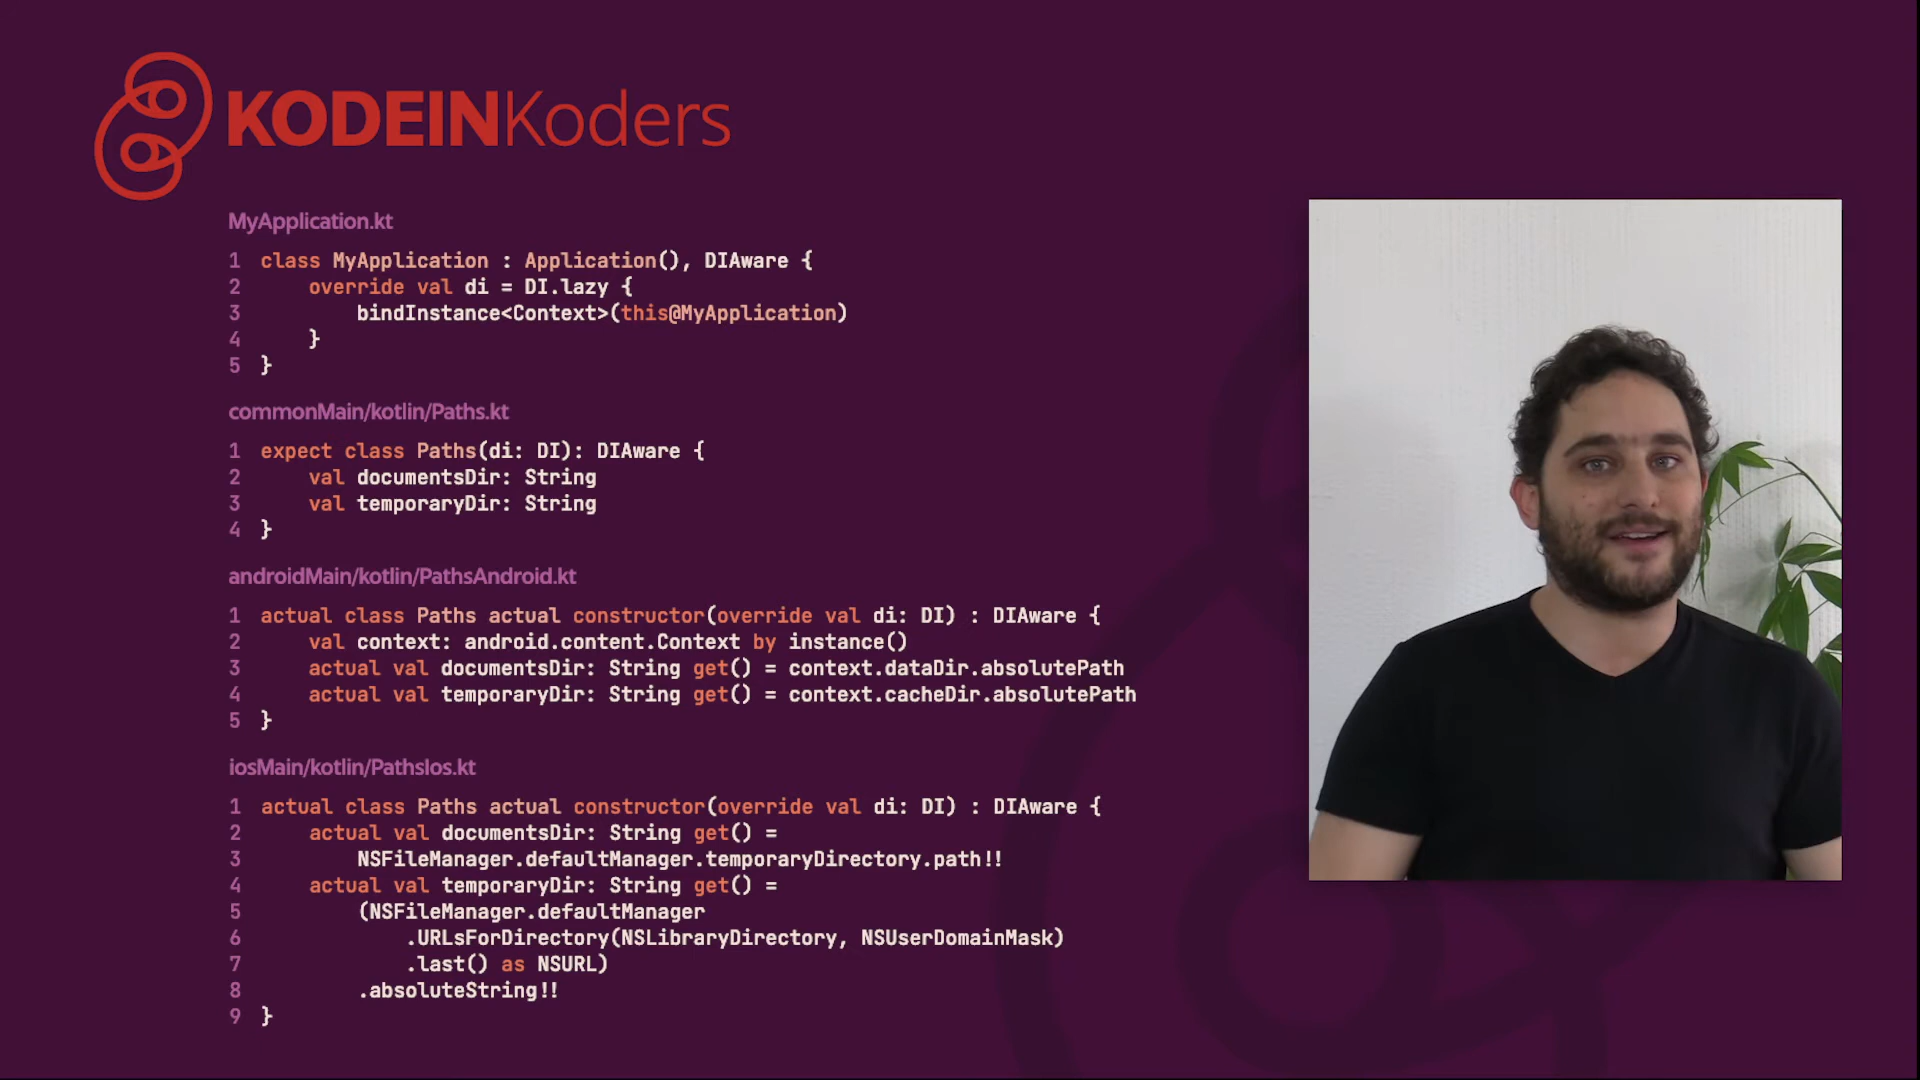 KODEINKoders
MyApplication.kt
1 class MyApplication : Application(), DIAware {
2     override val di = DI.lazy {
3         bindInstance<Context>(this@MyApplication)
4     }
5 }
commonMain/kotlin/Paths.kt
1 expect class Paths(di: DI): DIAware {
2     val documentsDir: String
3     val temporaryDir: String
4 }
androidMain/kotlin/PathsAndroid.kt
1 actual class Paths actual constructor(override val di: DI) : DIAware {
2     val context: android.content.Context by instance()
3     actual val documentsDir: String get() = context.dataDir.absolutePath
4     actual val temporaryDir: String get() = context.cacheDir.absolutePath
5 }
iosMain/kotlin/PathsIos.kt
1 actual class Paths actual constructor(override val di: DI) : DIAware {
2     actual val documentsDir: String get() =
3         NSFileManager.defaultManager.temporaryDirectory.path!!
4     actual val temporaryDir: String get() =
5         (NSFileManager.defaultManager
6             .URLsForDirectory(NSLibraryDirectory, NSUserDomainMask)
7             .last() as NSURL)
8         .absoluteString!!
9 }